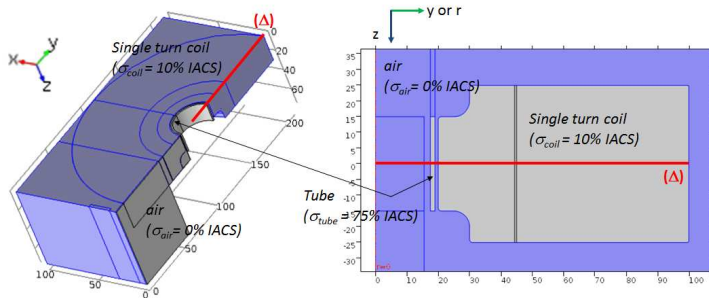 (Δ)
Single turn coil
(σcoil = 10% IACS)
y
x
z
0
20
40
60
200
150
100
50
0
100
50
0
air
(σair = 0% IACS)
Tube
(σtube = 75% IACS)
y or r
z
35
30
25
20
15
10
5
0
-5
-10
-15
-20
-25
-30
air
(σair = 0% IACS)
Single turn coil
(σcoil = 10% IACS)
(Δ)
r=0
0
10
20
30
40
50
60
70
80
90
100